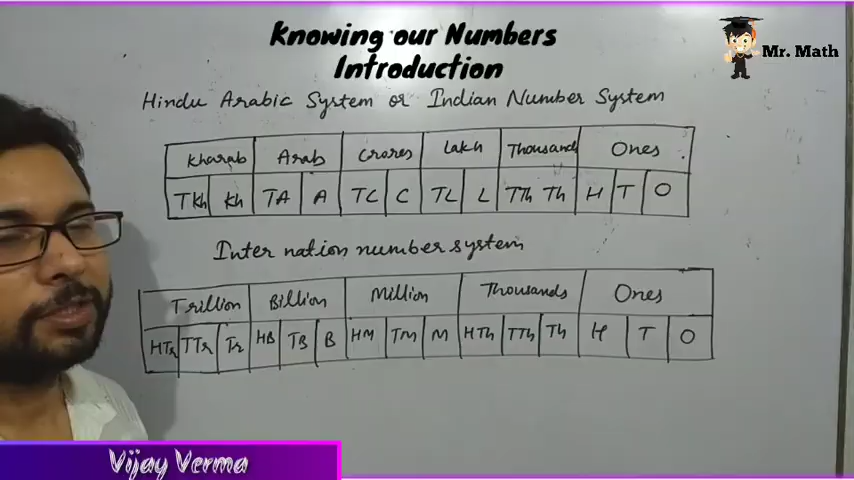 Knowing our Numbers
Introduction
Mr. Math
Hindu Arabic System or Indian Number System
Kharab Arab Crores Lakh Thousand Ones
TKh Kh TA A TC C TL L TTh Th H T O
Inter nation number system
Trillion Billion Million Thousands Ones
HTr TTr Tr HB TB B HM TM M HTh TTh Th H T O
Vijay Verma